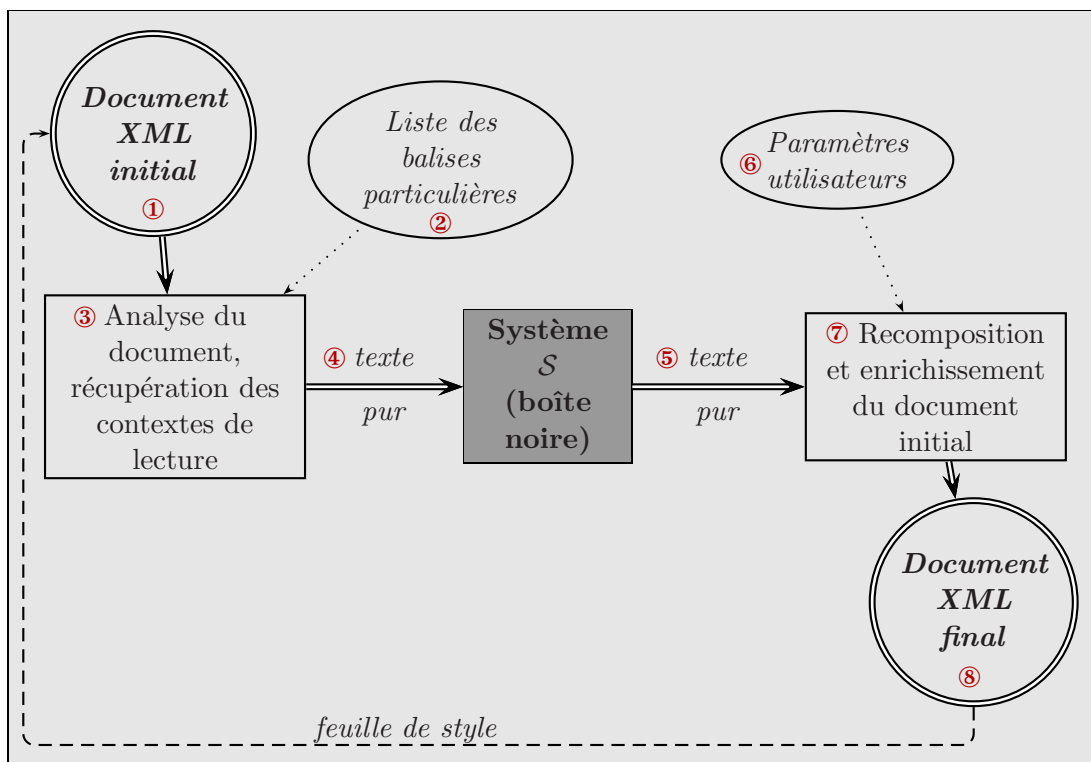 Document
XML
initial
①
Liste des
balises
particulières
②
⑥ Paramètres
utilisateurs
③ Analyse du
document,
récupération des
contextes de
lecture
④ texte
pur
Système
𝒮
(boîte
noire)
⑤ texte
pur
⑦ Recomposition
et enrichissement
du document
initial
Document
XML
final
⑧
feuille de style